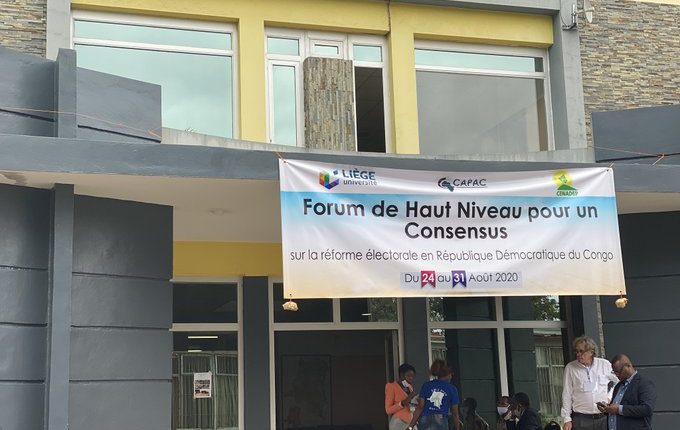 LIÈGE
université
CAPAC
CENADEP
Forum de Haut Niveau pour un
Consensus
sur la réforme électorale en République Démocratique du Congo
Du 24 au 31 Août 2020